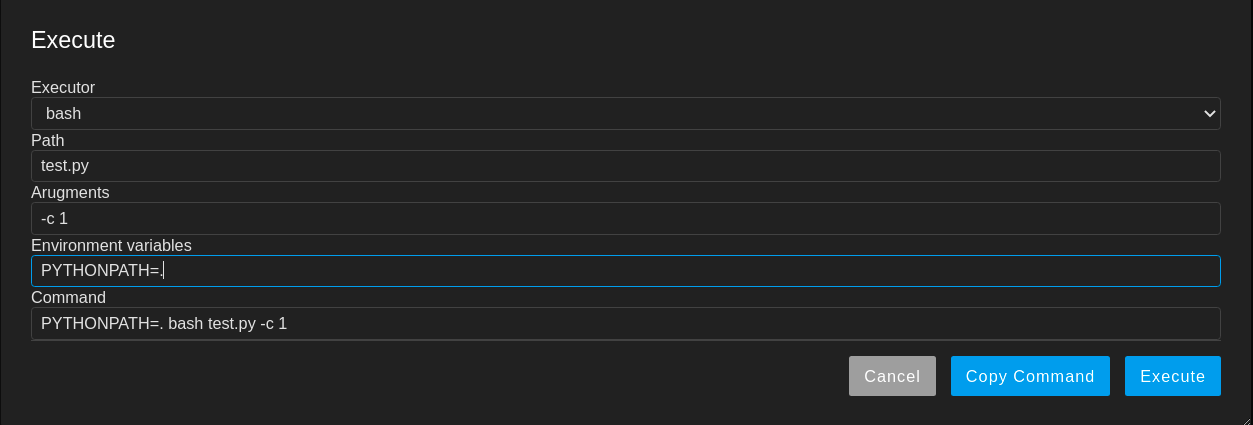 Execute
Executor
bash
Path
test.py
Arugments
-c 1
Environment variables
PYTHONPATH=.
Command
PYTHONPATH=. bash test.py -c 1
Cancel Copy Command Execute